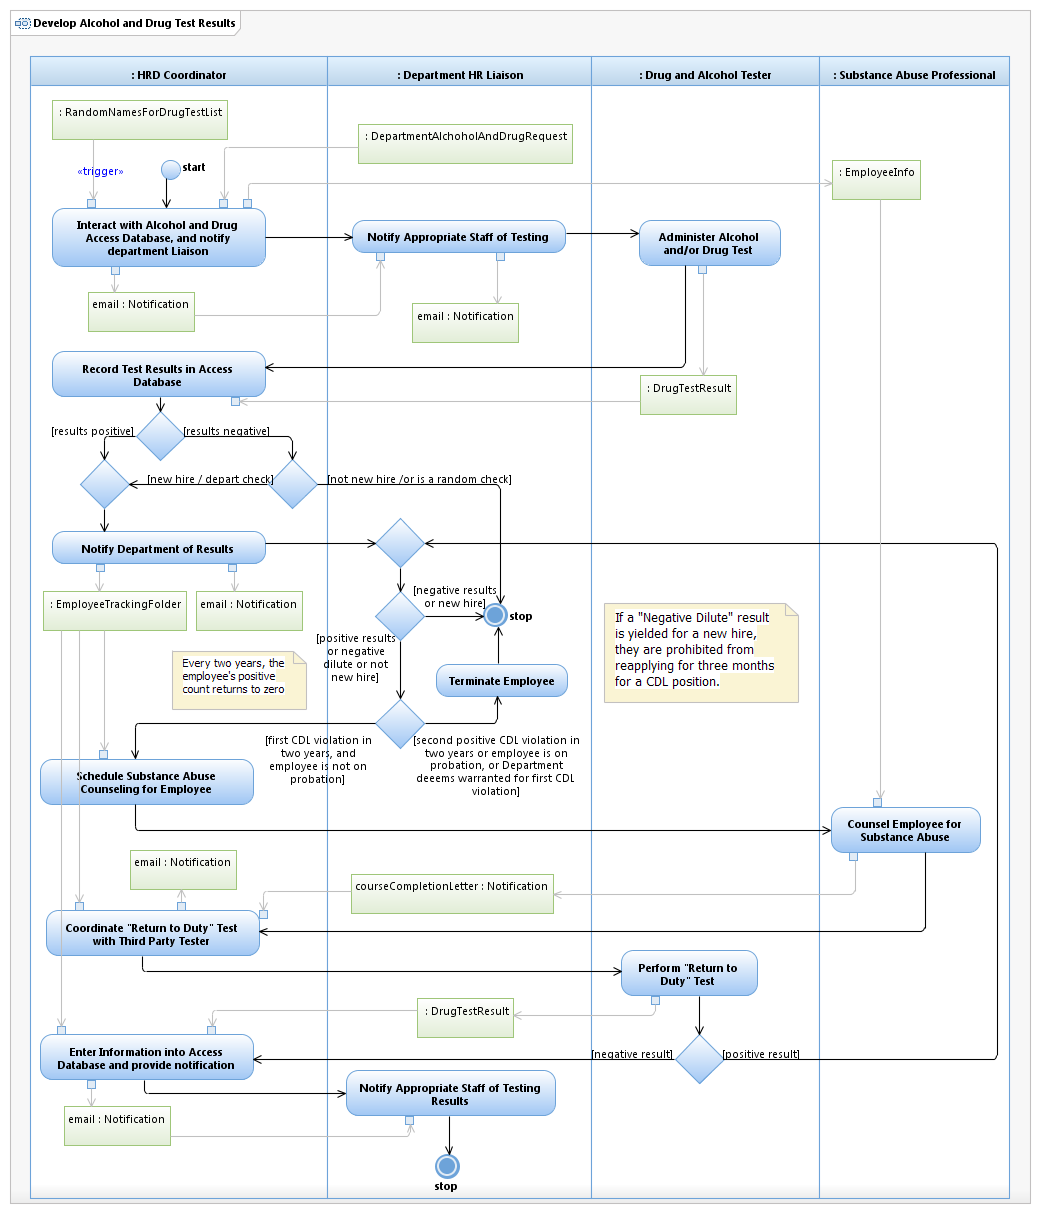 Develop Alcohol and Drug Test Results
: HRD Coordinator
: Department HR Liaison
: Drug and Alcohol Tester
: Substance Abuse Professional
: RandomNamesForDrugTestList
: DepartmentAlchoholAndDrugRequest
«trigger»
start
: EmployeeInfo
Interact with Alcohol and Drug
Access Database, and notify
department Liaison
Notify Appropriate Staff of Testing
Administer Alcohol
and/or Drug Test
email : Notification
email : Notification
Record Test Results in Access
Database
: DrugTestResult
[results positive]
[results negative]
[new hire / depart check]
[not new hire /or is a random check]
Notify Department of Results
[negative results
or new hire]
: EmployeeTrackingFolder
email : Notification
stop
If a "Negative Dilute" result
is yielded for a new hire,
they are prohibited from
reapplying for three months
for a CDL position.
[positive results
or negative
dilute or not
new hire]
Every two years, the
employee's positive
count returns to zero
Terminate Employee
[first CDL violation in
two years, and
employee is not on
probation]
[second positive CDL violation in
two years or employee is on
probation, or Department
deeems warranted for first CDL
violation]
Schedule Substance Abuse
Counseling for Employee
Counsel Employee for
Substance Abuse
email : Notification
courseCompletionLetter : Notification
Coordinate "Return to Duty" Test
with Third Party Tester
Perform "Return to
Duty" Test
: DrugTestResult
Enter Information into Access
Database and provide notification
[negative result]
[positive result]
Notify Appropriate Staff of Testing
Results
email : Notification
stop